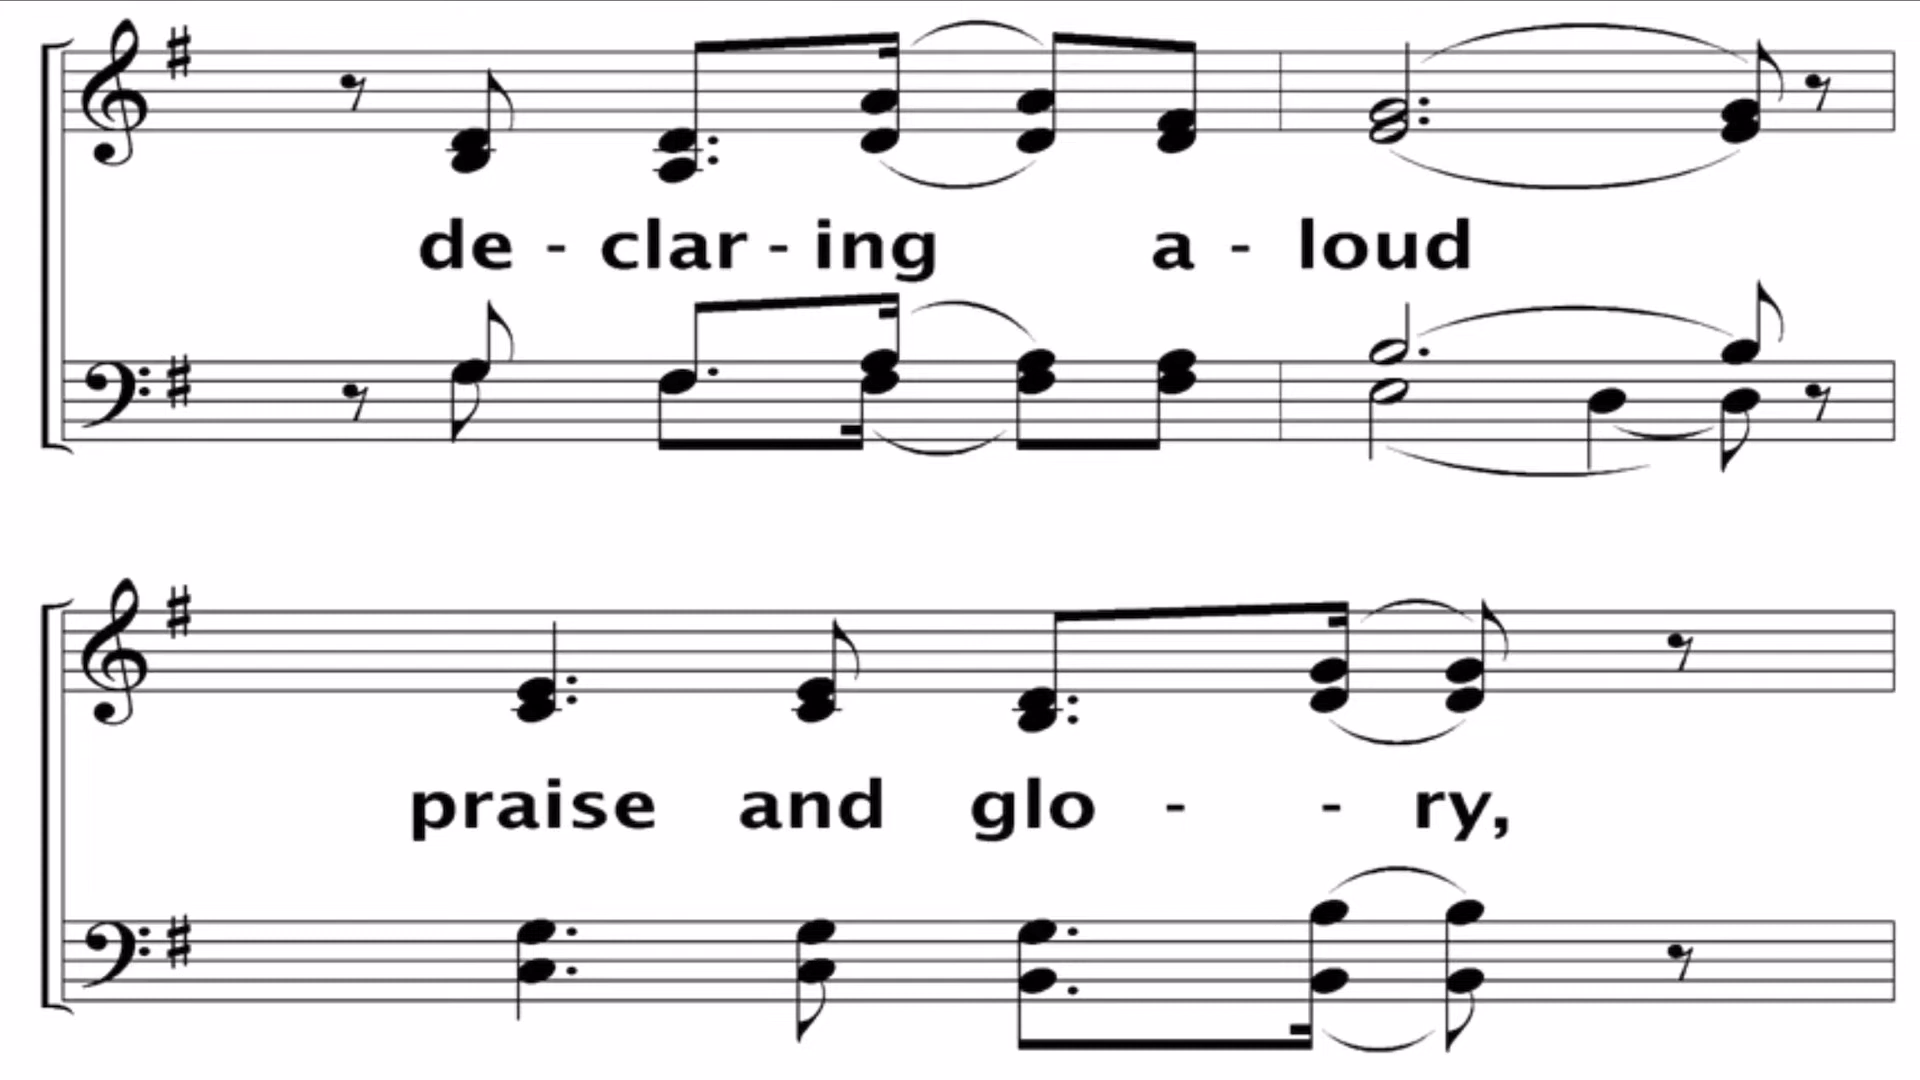 de - clar - ing a - loud
praise and glo - - ry,